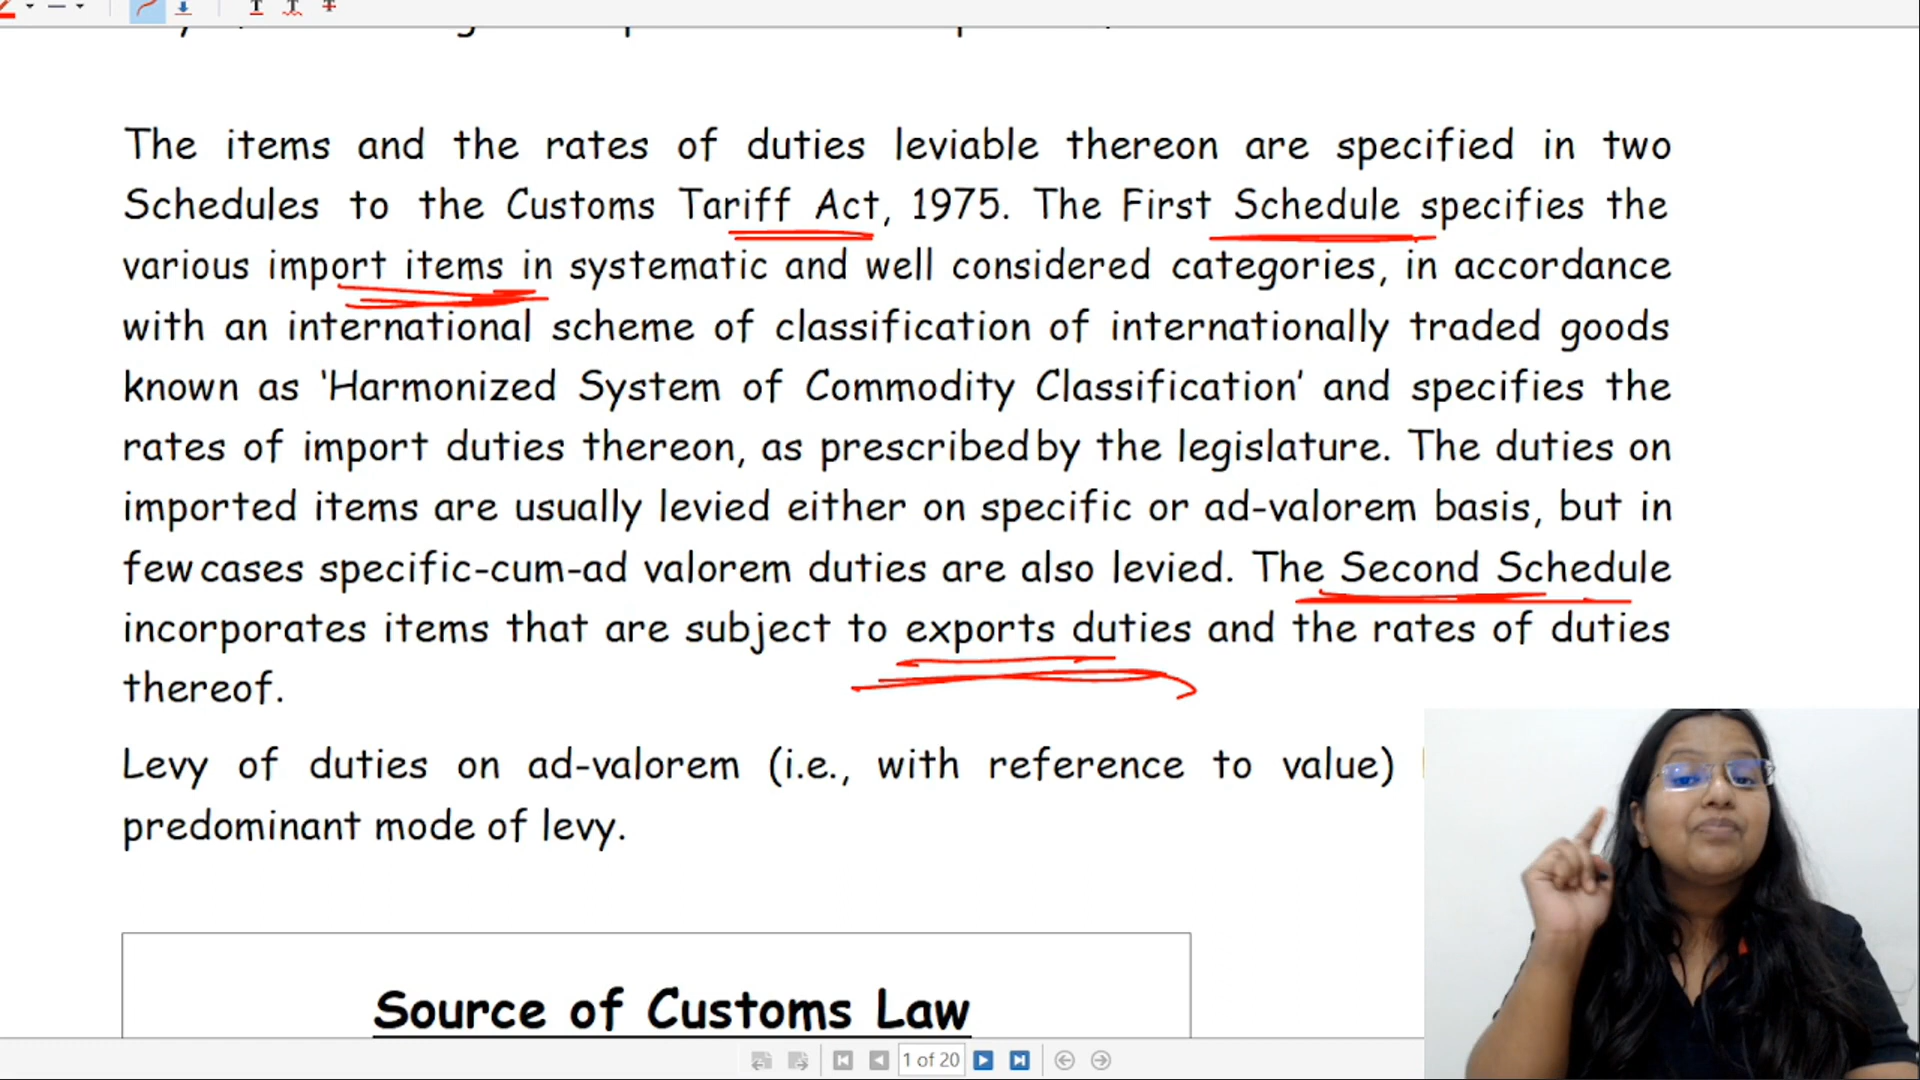 The items and the rates of duties leviable thereon are specified in two
Schedules to the Customs Tariff Act, 1975. The First Schedule specifies the
various import items in systematic and well considered categories, in accordance
with an international scheme of classification of internationally traded goods
known as ‘Harmonized System of Commodity Classification’ and specifies the
rates of import duties thereon, as prescribed by the legislature. The duties on
imported items are usually levied either on specific or ad-valorem basis, but in
few cases specific-cum-ad valorem duties are also levied. The Second Schedule
incorporates items that are subject to exports duties and the rates of duties
thereof.
Levy of duties on ad-valorem (i.e., with reference to value)
predominant mode of levy.
Source of Customs Law
1 of 20